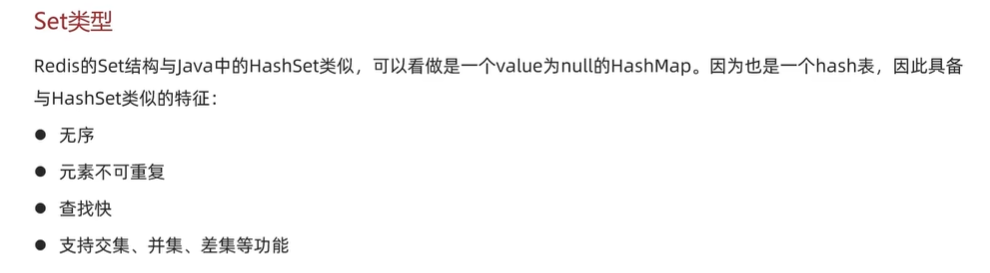 Set类型
Redis的Set结构与Java中的HashSet类似，可以看做是一个value为null的HashMap。因为也是一个hash表，因此具备
与HashSet类似的特征：
● 无序
● 元素不可重复
● 查找快
● 支持交集、并集、差集等功能